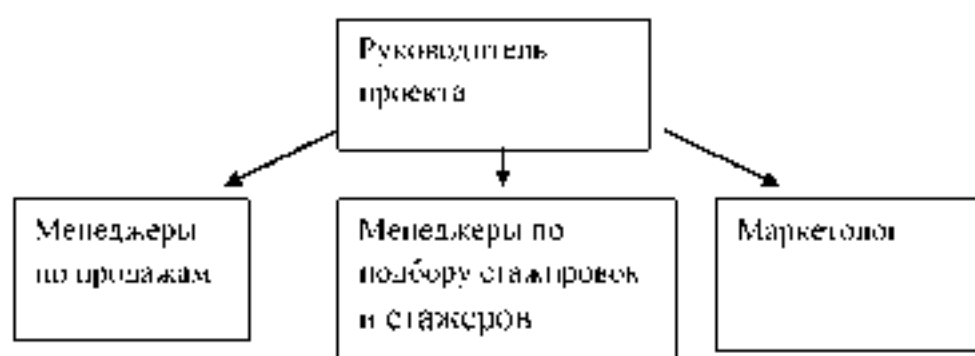 Руководитель
проекта
Менеджеры
по продажам
Менеджеры по
подбору стажировок
и стажеров
Маркетолог